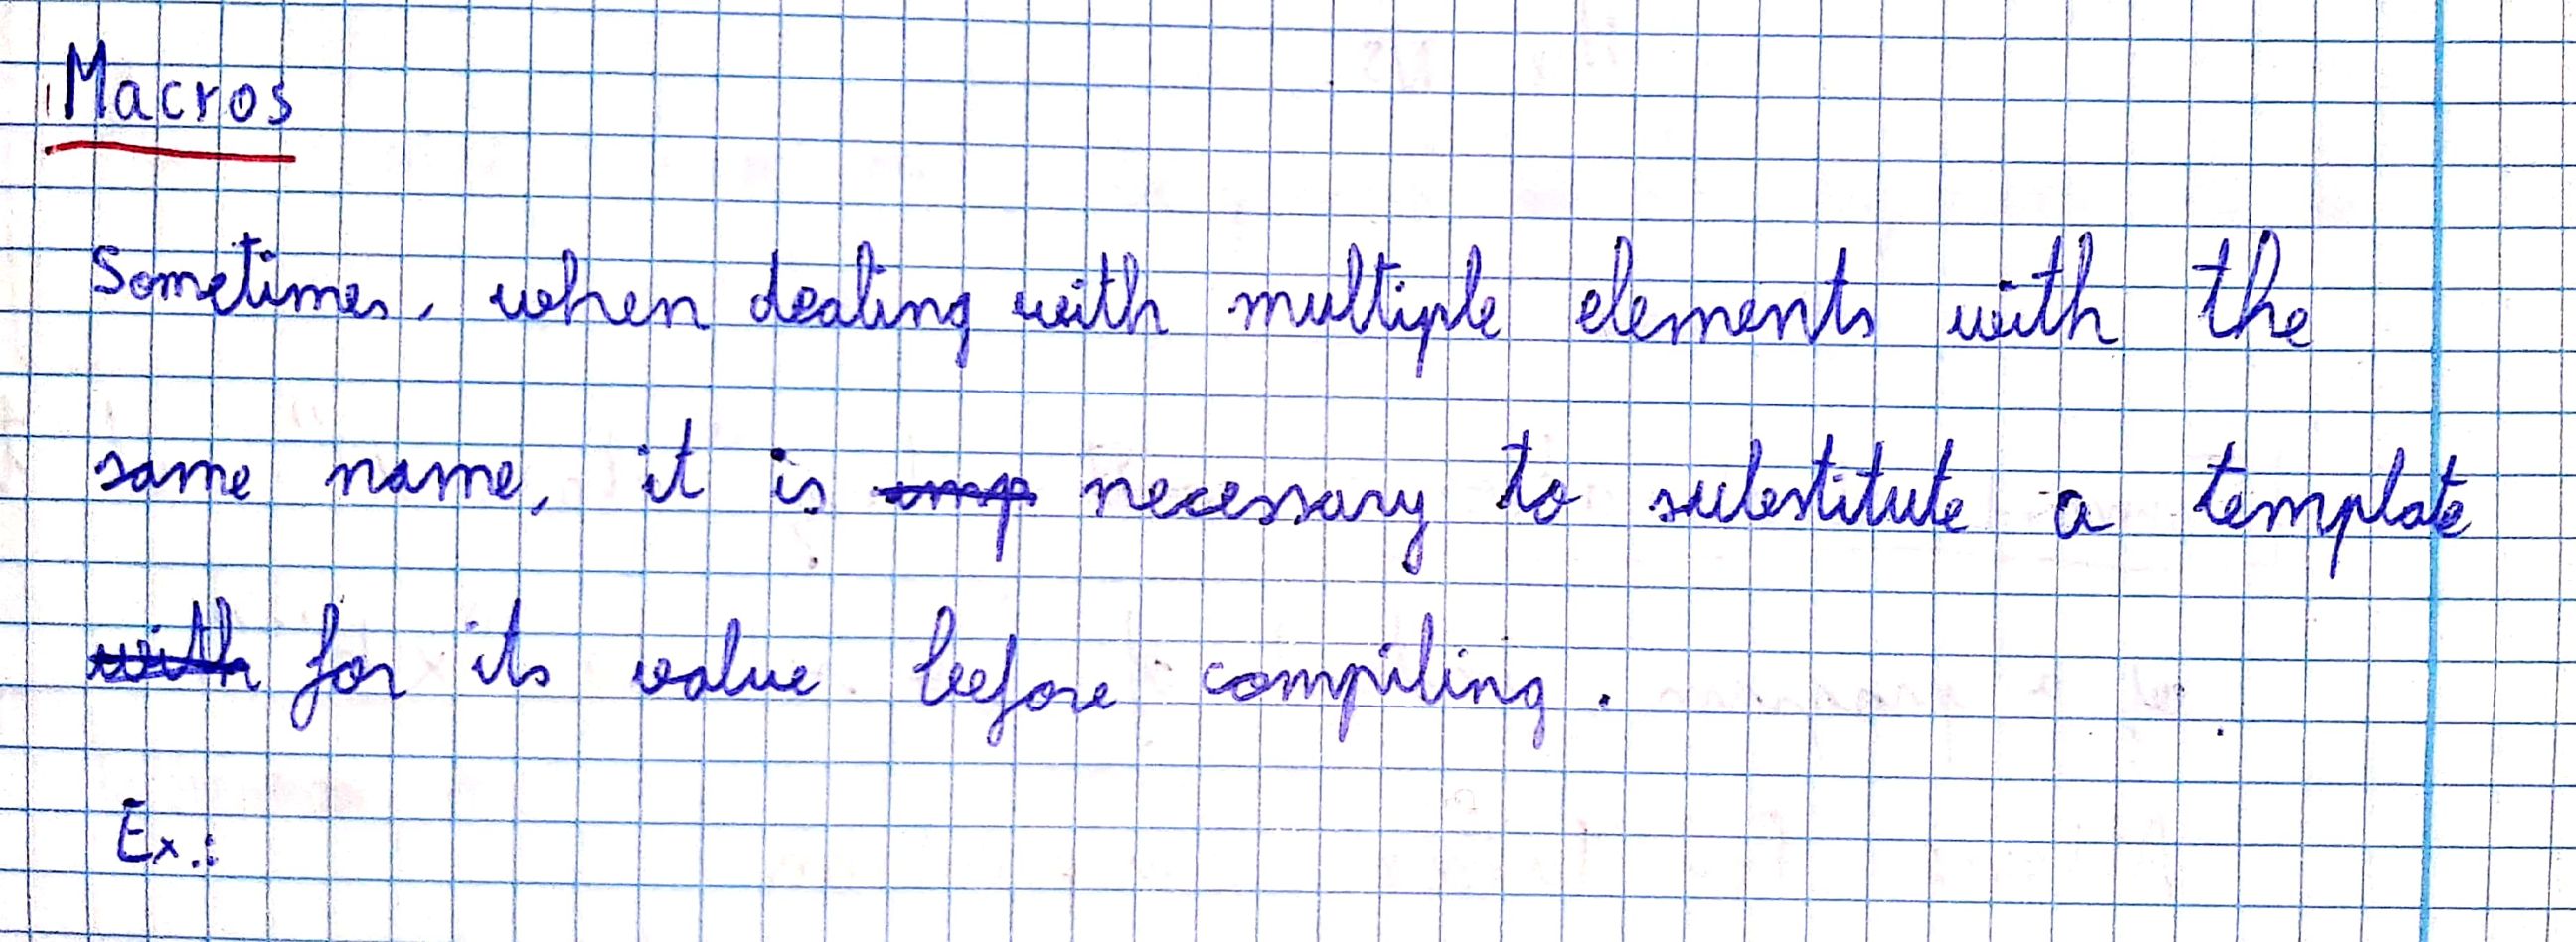 Macros
Sometimes, when dealing with multiple elements with the
same name, it is necessary to substitute a template
for its value before compiling.
Ex.: